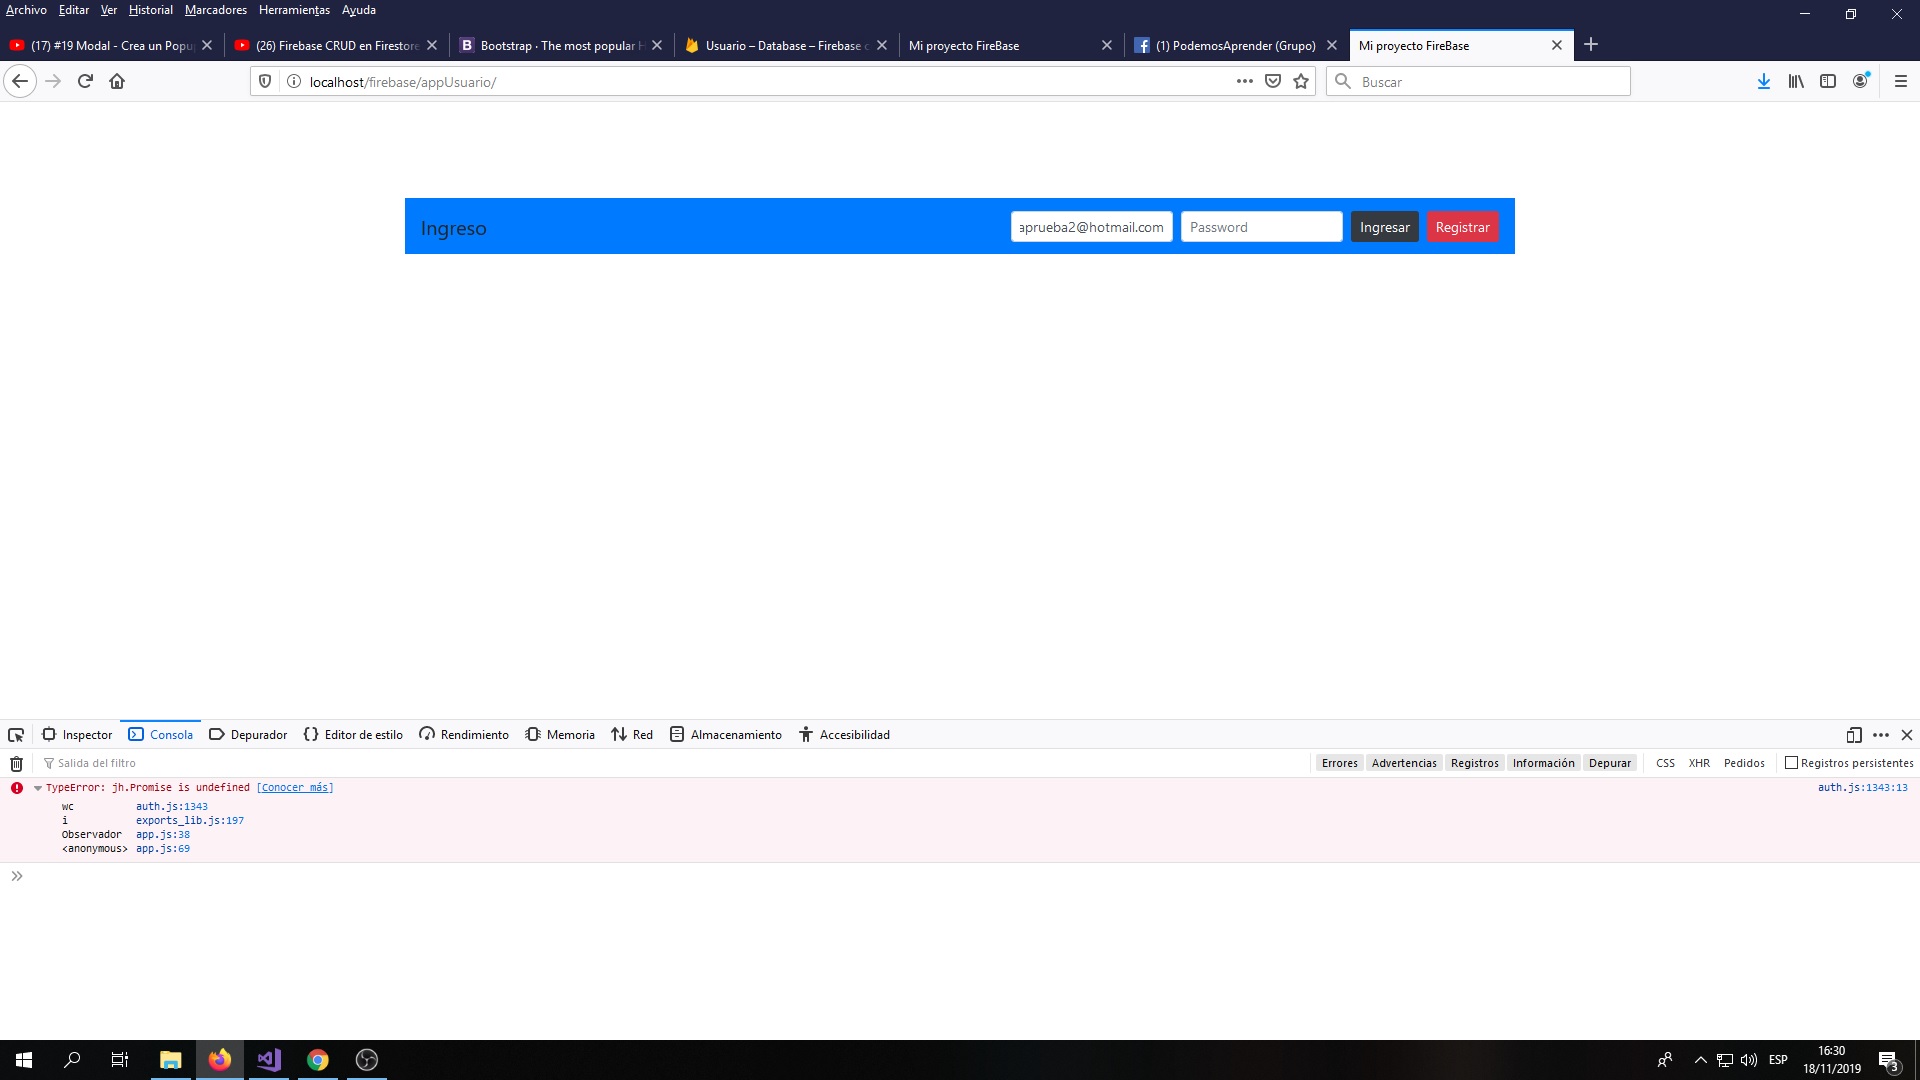 Archivo Editar Ver Historial Marcadores Herramientas Ayuda
(17) #19 Modal - Crea un Popu
(26) Firebase CRUD en Firestore
Bootstrap · The most popular H
Usuario – Database – Firebase c
Mi proyecto FireBase
(1) PodemosAprender (Grupo)
Mi proyecto FireBase
localhost/firebase/appUsuario/
Buscar
Ingreso
aprueba2@hotmail.com
Password
Ingresar
Registrar
Inspector Consola Depurador Editor de estilo Rendimiento Memoria Red Almacenamiento Accesibilidad
Salida del filtro
Errores Advertencias Registros Información Depurar CSS XHR Pedidos Registros persistentes
TypeError: jh.Promise is undefined [Conocer más] auth.js:1343:13
wc auth.js:1343
i exports_lib.js:197
Observador app.js:38
<anonymous> app.js:69
ESP
16:30
18/11/2019
3